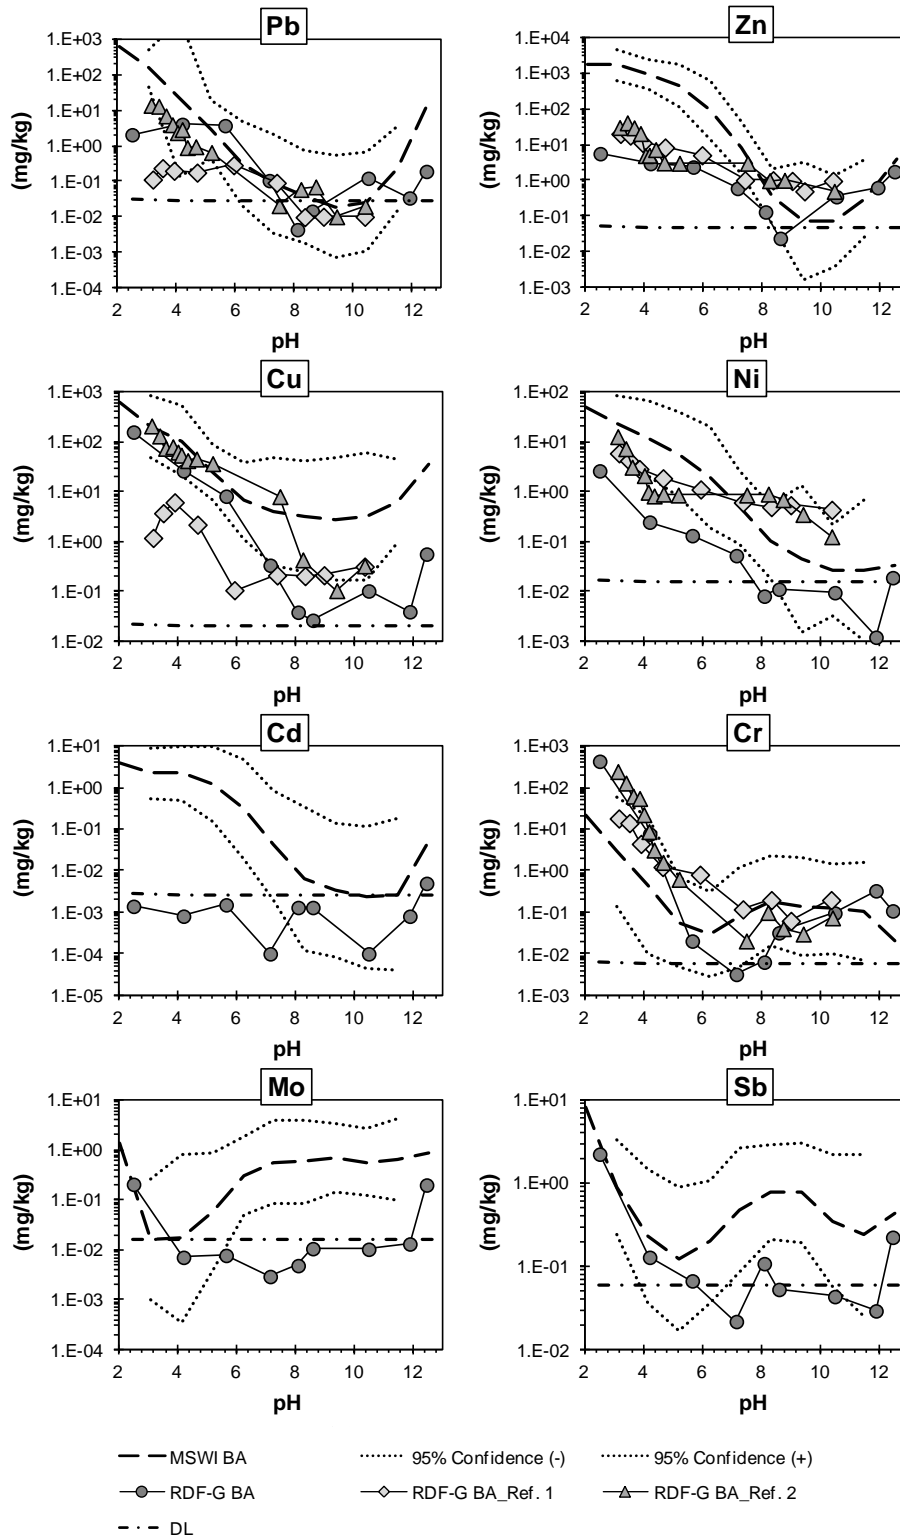 Pb
1.E+03
1.E+02
1.E+01
1.E+00
1.E-01
1.E-02
1.E-03
1.E-04
(mg/kg)
2 4 6 8 10 12
pH
Zn
1.E+04
1.E+03
1.E+02
1.E+01
1.E+00
1.E-01
1.E-02
1.E-03
(mg/kg)
2 4 6 8 10 12
pH
Cu
1.E+03
1.E+02
1.E+01
1.E+00
1.E-01
1.E-02
(mg/kg)
2 4 6 8 10 12
pH
Ni
1.E+02
1.E+01
1.E+00
1.E-01
1.E-02
1.E-03
(mg/kg)
2 4 6 8 10 12
pH
Cd
1.E+01
1.E+00
1.E-01
1.E-02
1.E-03
1.E-04
1.E-05
(mg/kg)
2 4 6 8 10 12
pH
Cr
1.E+03
1.E+02
1.E+01
1.E+00
1.E-01
1.E-02
1.E-03
(mg/kg)
2 4 6 8 10 12
pH
Mo
1.E+01
1.E+00
1.E-01
1.E-02
1.E-03
1.E-04
(mg/kg)
2 4 6 8 10 12
pH
Sb
1.E+01
1.E+00
1.E-01
1.E-02
(mg/kg)
2 4 6 8 10 12
pH
MSWI BA
95% Confidence (-)
95% Confidence (+)
RDF-G BA
RDF-G BA_Ref. 1
RDF-G BA_Ref. 2
DL